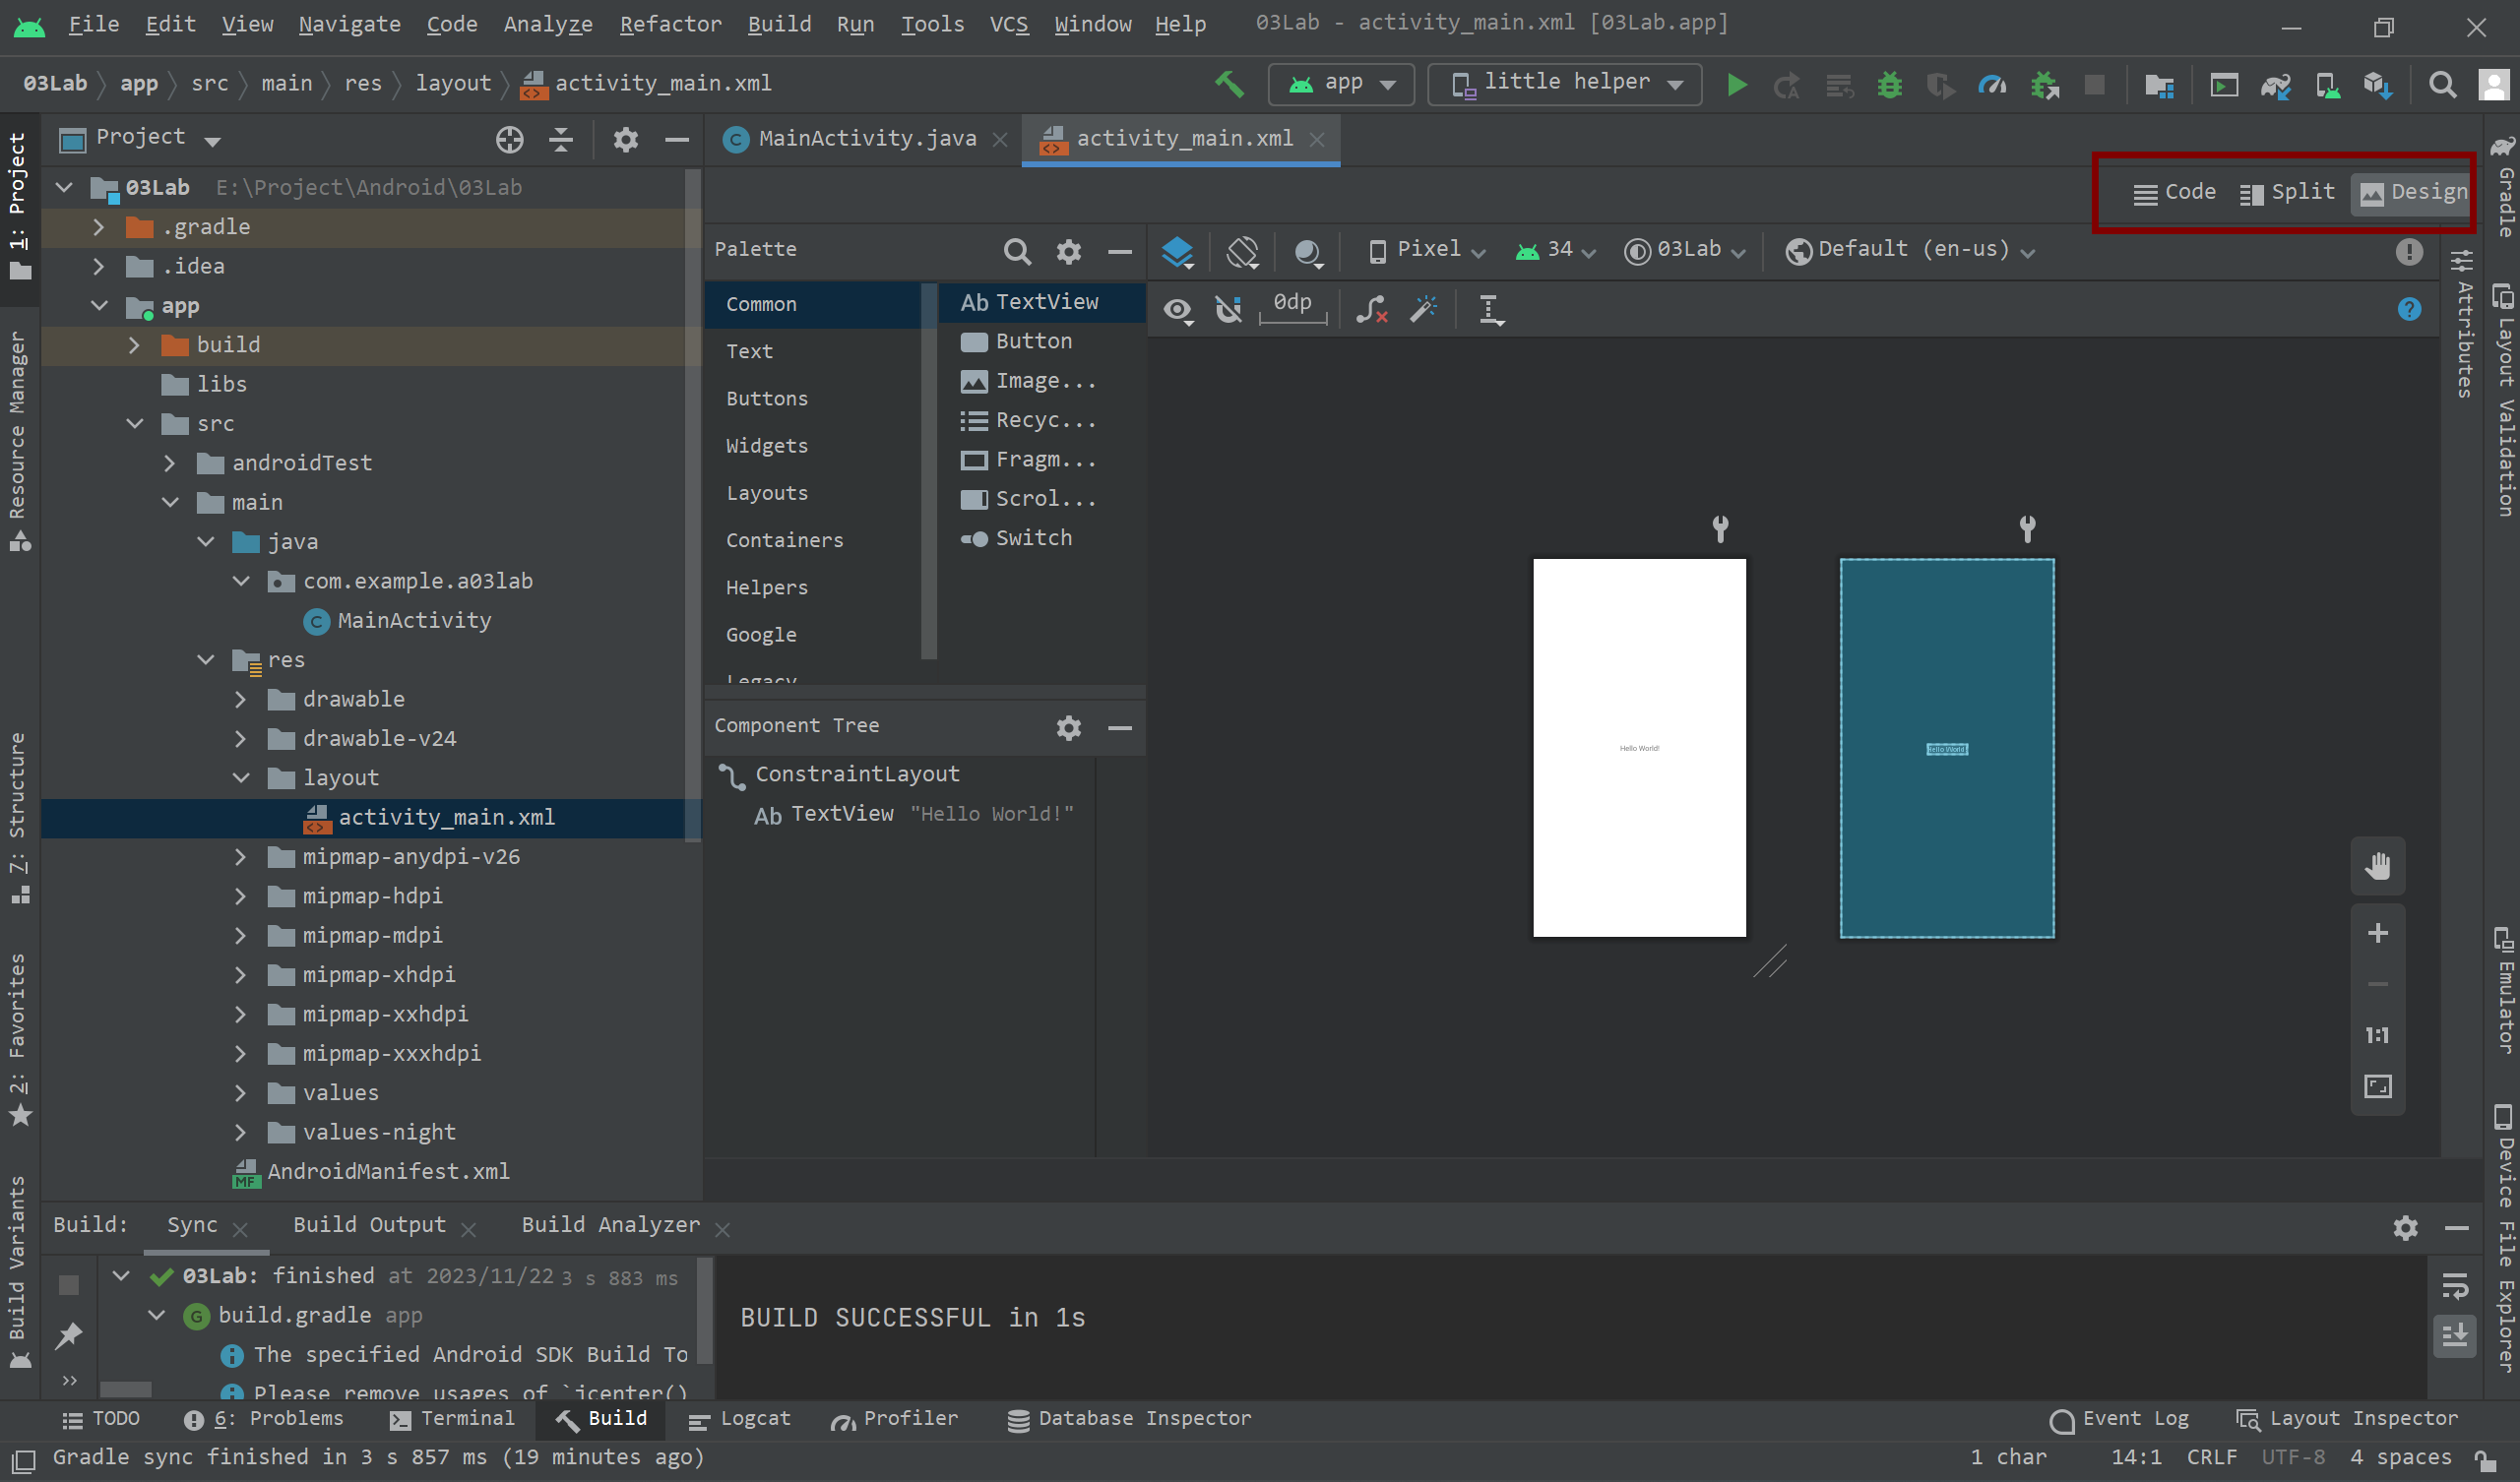 File Edit View Navigate Code Analyze Refactor Build Run Tools VCS Window Help 03Lab - activity_main.xml [03Lab.app]
03Lab app src main res layout activity_main.xml app little helper
1: Project
Resource Manager
7: Structure
2: Favorites
Build Variants
Project
03Lab E:\Project\Android\03Lab
.gradle
.idea
app
build
libs
src
androidTest
main
java
com.example.a03lab
MainActivity
res
drawable
drawable-v24
layout
activity_main.xml
mipmap-anydpi-v26
mipmap-hdpi
mipmap-mdpi
mipmap-xhdpi
mipmap-xxhdpi
mipmap-xxxhdpi
values
values-night
AndroidManifest.xml
MainActivity.java activity_main.xml
Code Split Design
Palette
Common
Text
Buttons
Widgets
Layouts
Containers
Helpers
Google
Legacy
Ab TextView
Button
Image...
Recyc...
Fragm...
Scrol...
Switch
Component Tree
ConstraintLayout
Ab TextView "Hello World!"
Pixel 34 03Lab Default (en-us)
0dp
Hello World!
Hello World!
1:1
Attributes
Gradle
Layout Validation
Emulator
Device File Explorer
Build: Sync Build Output Build Analyzer
03Lab: finished at 2023/11/22 3 s 883 ms
build.gradle app
The specified Android SDK Build To
Please remove usages of `jcenter()
BUILD SUCCESSFUL in 1s
TODO 6: Problems Terminal Build Logcat Profiler Database Inspector Event Log Layout Inspector
Gradle sync finished in 3 s 857 ms (19 minutes ago) 1 char 14:1 CRLF UTF-8 4 spaces